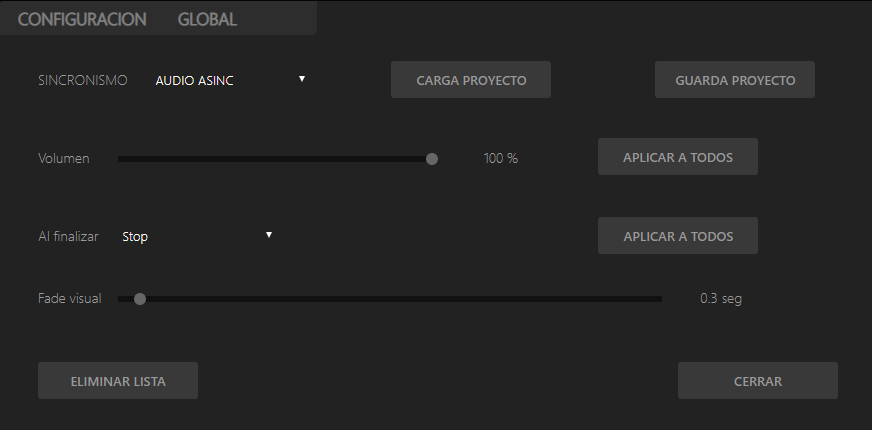 CONFIGURACION GLOBAL
SINCRONISMO AUDIO ASINC CARGA PROYECTO GUARDA PROYECTO
Volumen 100 % APLICAR A TODOS
Al finalizar Stop APLICAR A TODOS
Fade visual 0.3 seg
ELIMINAR LISTA CERRAR